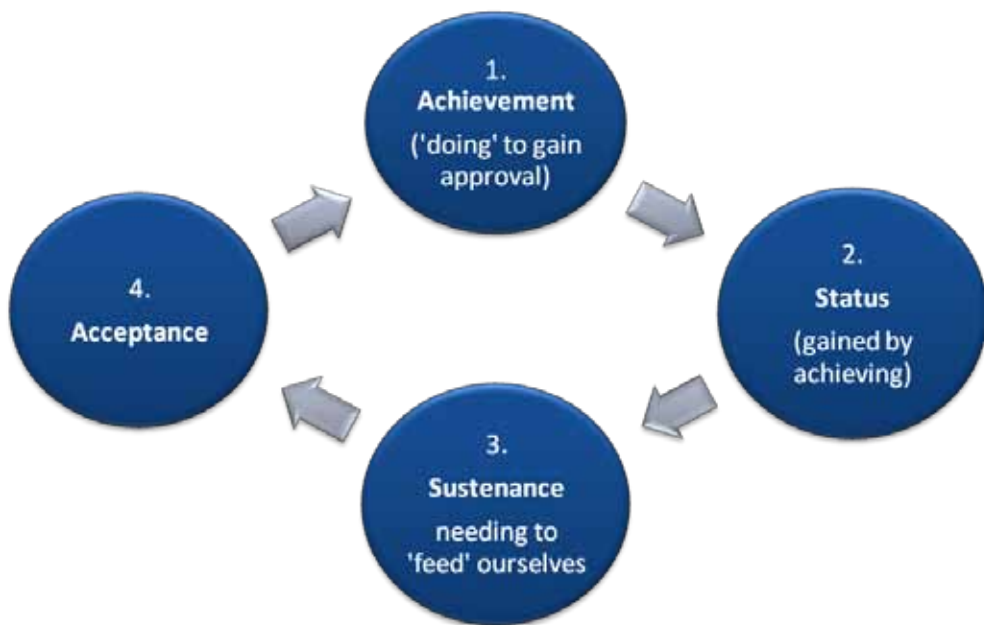 1.
Achievement
('doing' to gain
approval)
2.
Status
(gained by
achieving)
3.
Sustenance
needing to
'feed' ourselves
4.
Acceptance